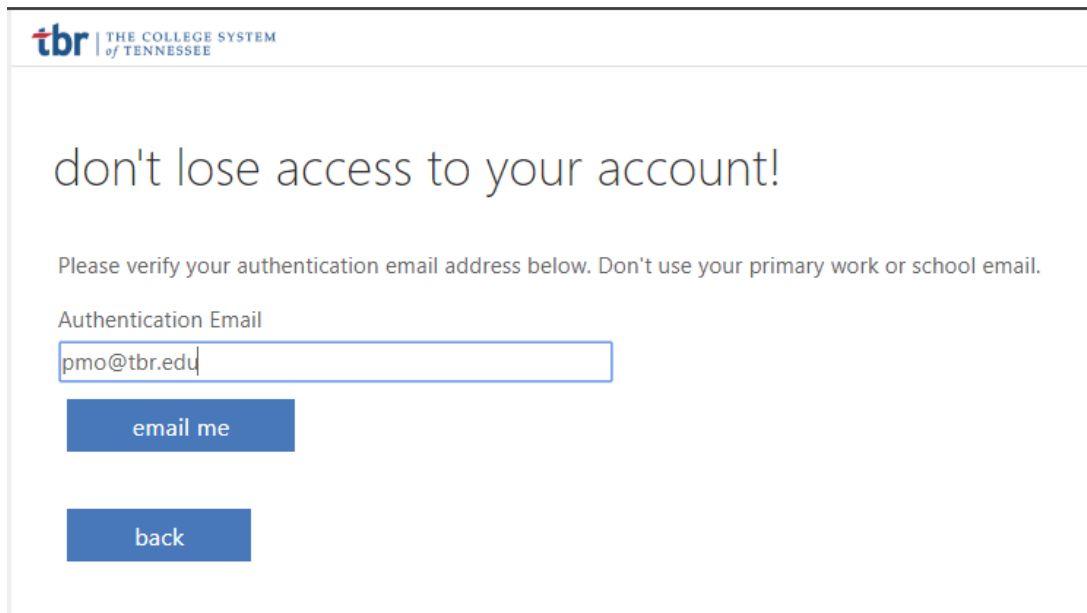 tbr THE COLLEGE SYSTEM
of TENNESSEE
don't lose access to your account!
Please verify your authentication email address below. Don't use your primary work or school email.
Authentication Email
pmo@tbr.edu
email me
back